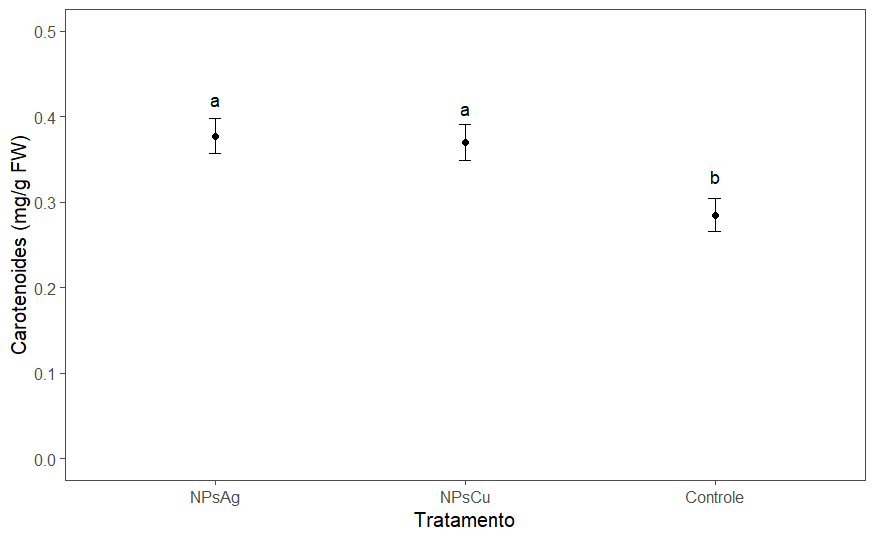 Carotenoides (mg/g FW)
0.5
0.4
0.3
0.2
0.1
0.0
a
a
b
NPsAg
NPsCu
Controle
Tratamento